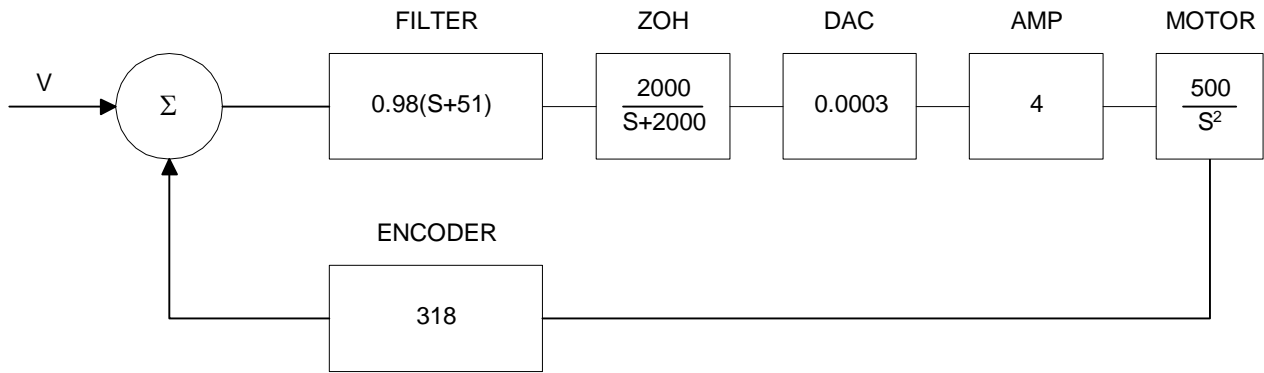 FILTER ZOH DAC AMP MOTOR
V
Σ
0.98(S+51)
2000
S+2000
0.0003
4
500
S²
ENCODER
318